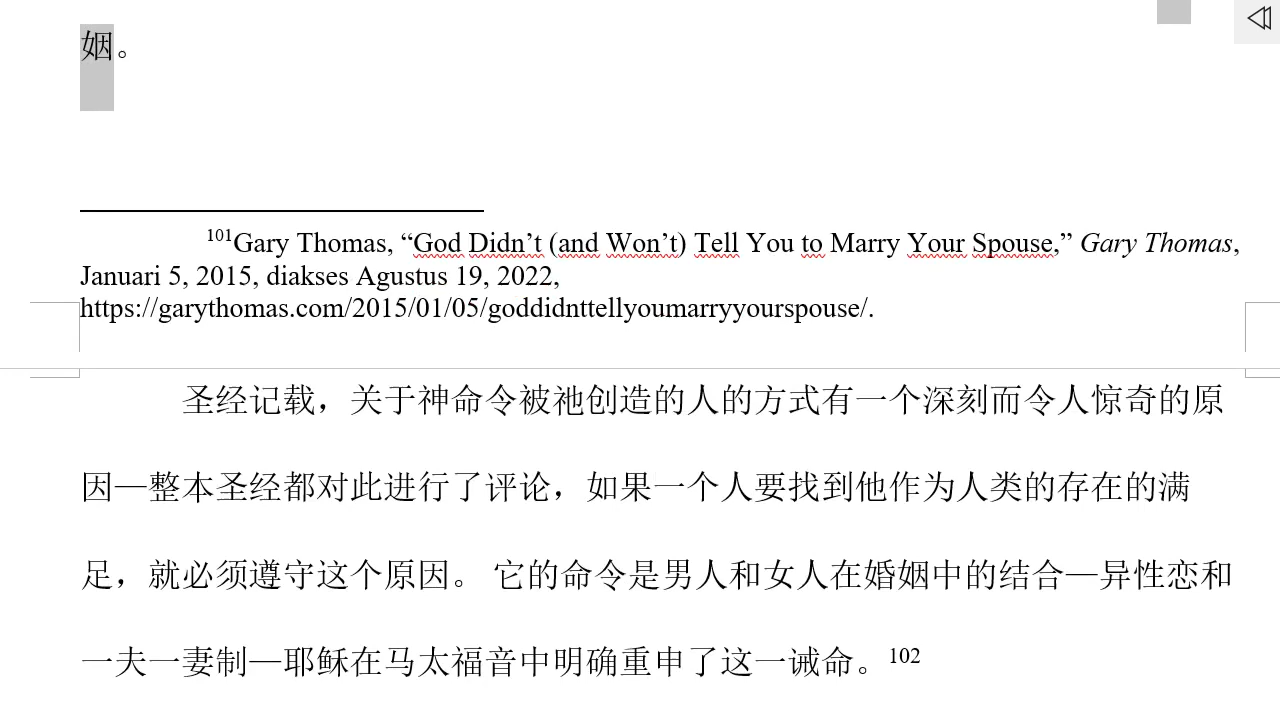 姻。
101Gary Thomas, “God Didn’t (and Won’t) Tell You to Marry Your Spouse,” Gary Thomas,
Januari 5, 2015, diakses Agustus 19, 2022,
https://garythomas.com/2015/01/05/goddidnttellyoumarryyourspouse/.
圣经记载，关于神命令被祂创造的人的方式有一个深刻而令人惊奇的原
因—整本圣经都对此进行了评论，如果一个人要找到他作为人类的存在的满
足，就必须遵守这个原因。 它的命令是男人和女人在婚姻中的结合—异性恋和
一夫一妻制—耶稣在马太福音中明确重申了这一诫命。102